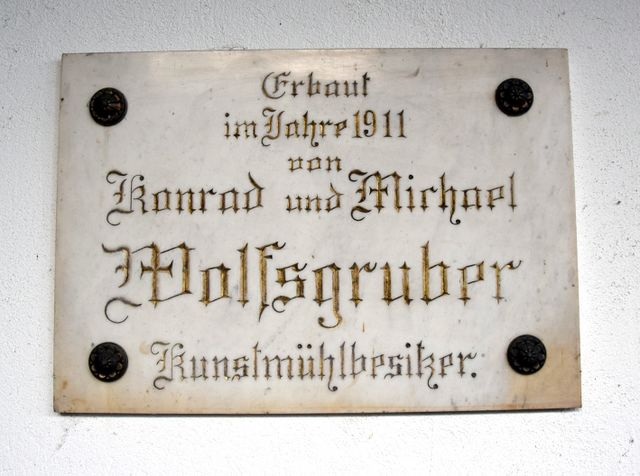 Erbaut
im Jahre 1911
von
Konrad und Michael
Wolfsgruber
Kunstmühlbesitzer.